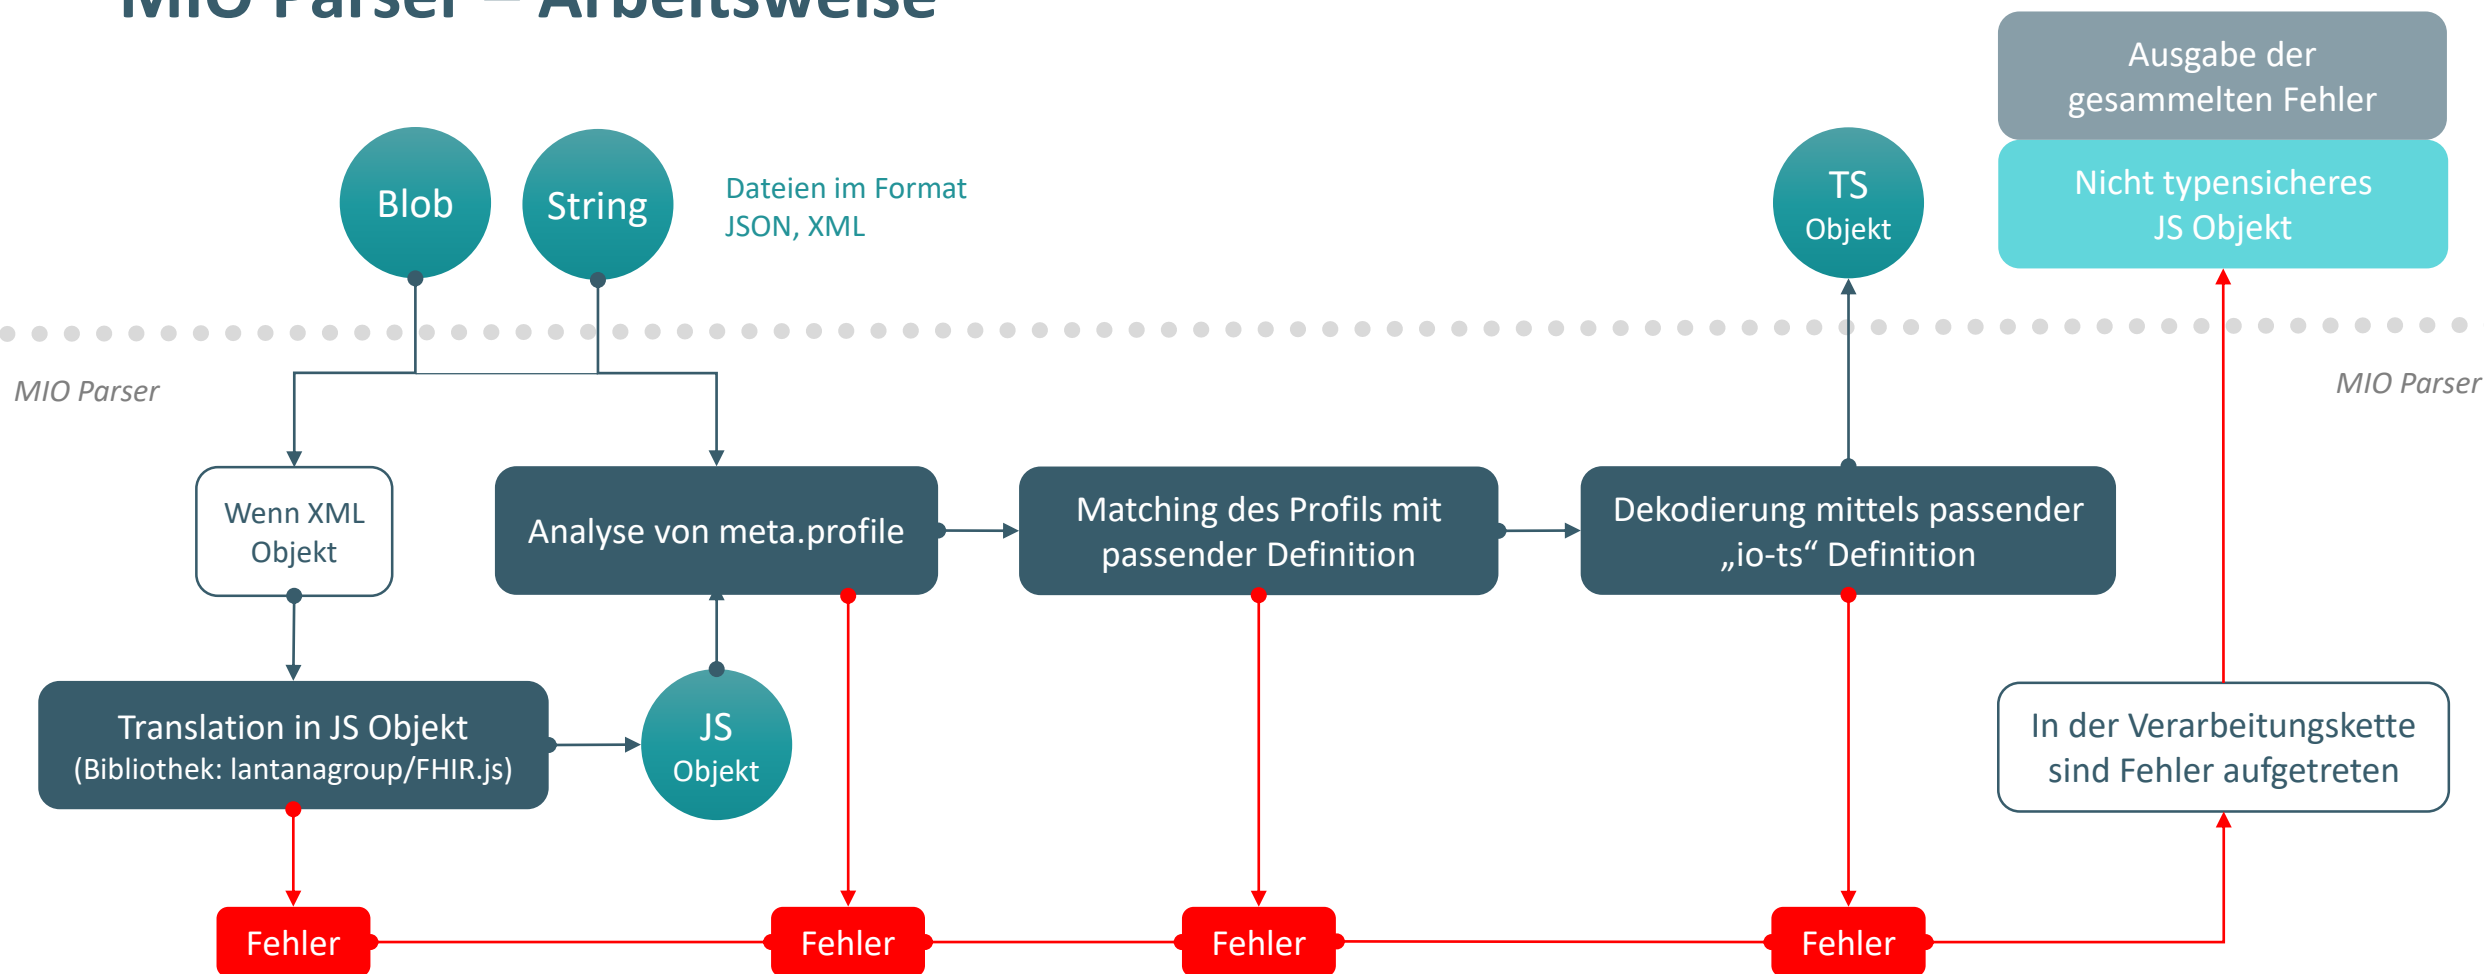 MIO Parser – Arbeitsweise
Ausgabe der
gesammelten Fehler
Blob
String
Dateien im Format
JSON, XML
TS
Objekt
Nicht typensicheres
JS Objekt
MIO Parser
MIO Parser
Wenn XML
Objekt
Analyse von meta.profile
Matching des Profils mit
passender Definition
Dekodierung mittels passender
„io-ts“ Definition
Translation in JS Objekt
(Bibliothek: lantanagroup/FHIR.js)
JS
Objekt
In der Verarbeitungskette
sind Fehler aufgetreten
Fehler
Fehler
Fehler
Fehler